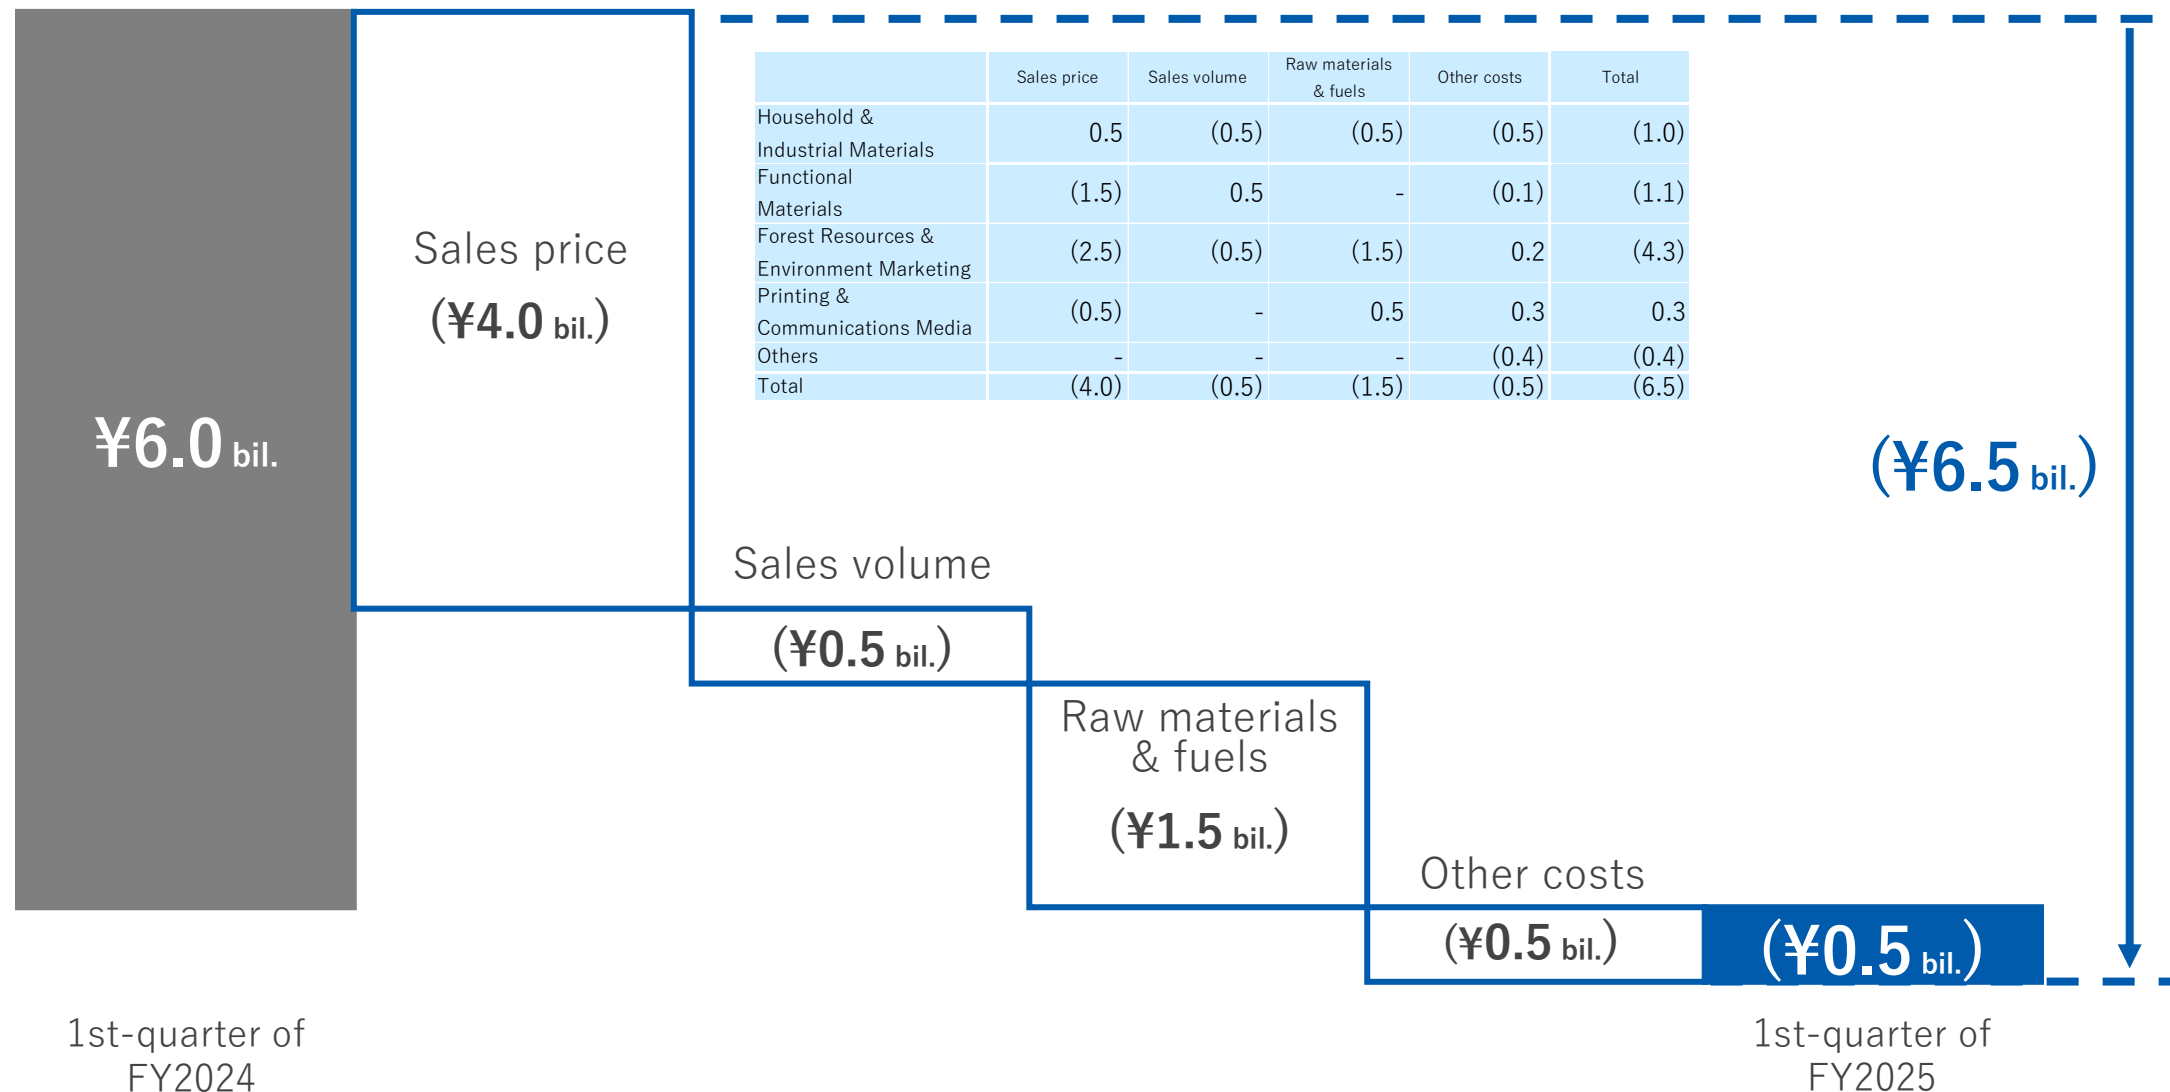 Sales price Sales volume Raw materials & fuels Other costs Total
Household & Industrial Materials 0.5 (0.5) (0.5) (0.5) (1.0)
Functional Materials (1.5) 0.5 - (0.1) (1.1)
Forest Resources & Environment Marketing (2.5) (0.5) (1.5) 0.2 (4.3)
Printing & Communications Media (0.5) - 0.5 0.3 0.3
Others - - - (0.4) (0.4)
Total (4.0) (0.5) (1.5) (0.5) (6.5)
¥6.0 bil.
Sales price
(¥4.0 bil.)
Sales volume
(¥0.5 bil.)
Raw materials
& fuels
(¥1.5 bil.)
Other costs
(¥0.5 bil.)
(¥0.5 bil.)
(¥6.5 bil.)
1st-quarter of
FY2024
1st-quarter of
FY2025